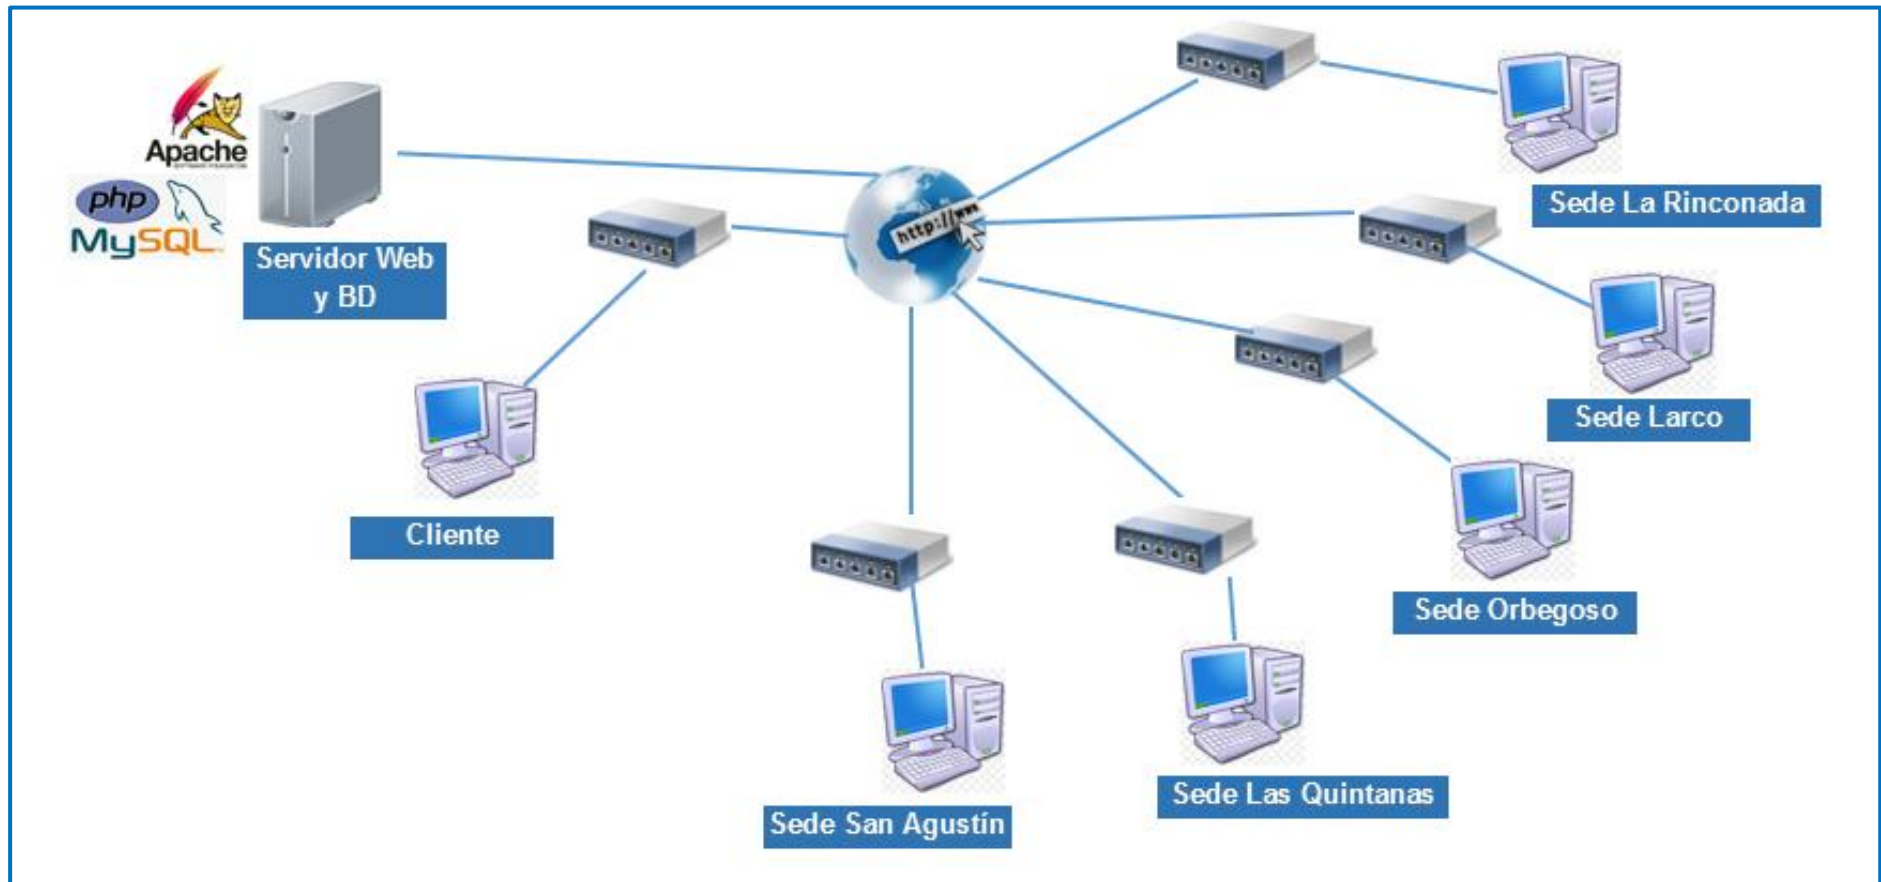 Apache
php
MySQL
Servidor Web
y BD
http://www
Cliente
Sede La Rinconada
Sede Larco
Sede Orbegoso
Sede Las Quintanas
Sede San Agustín